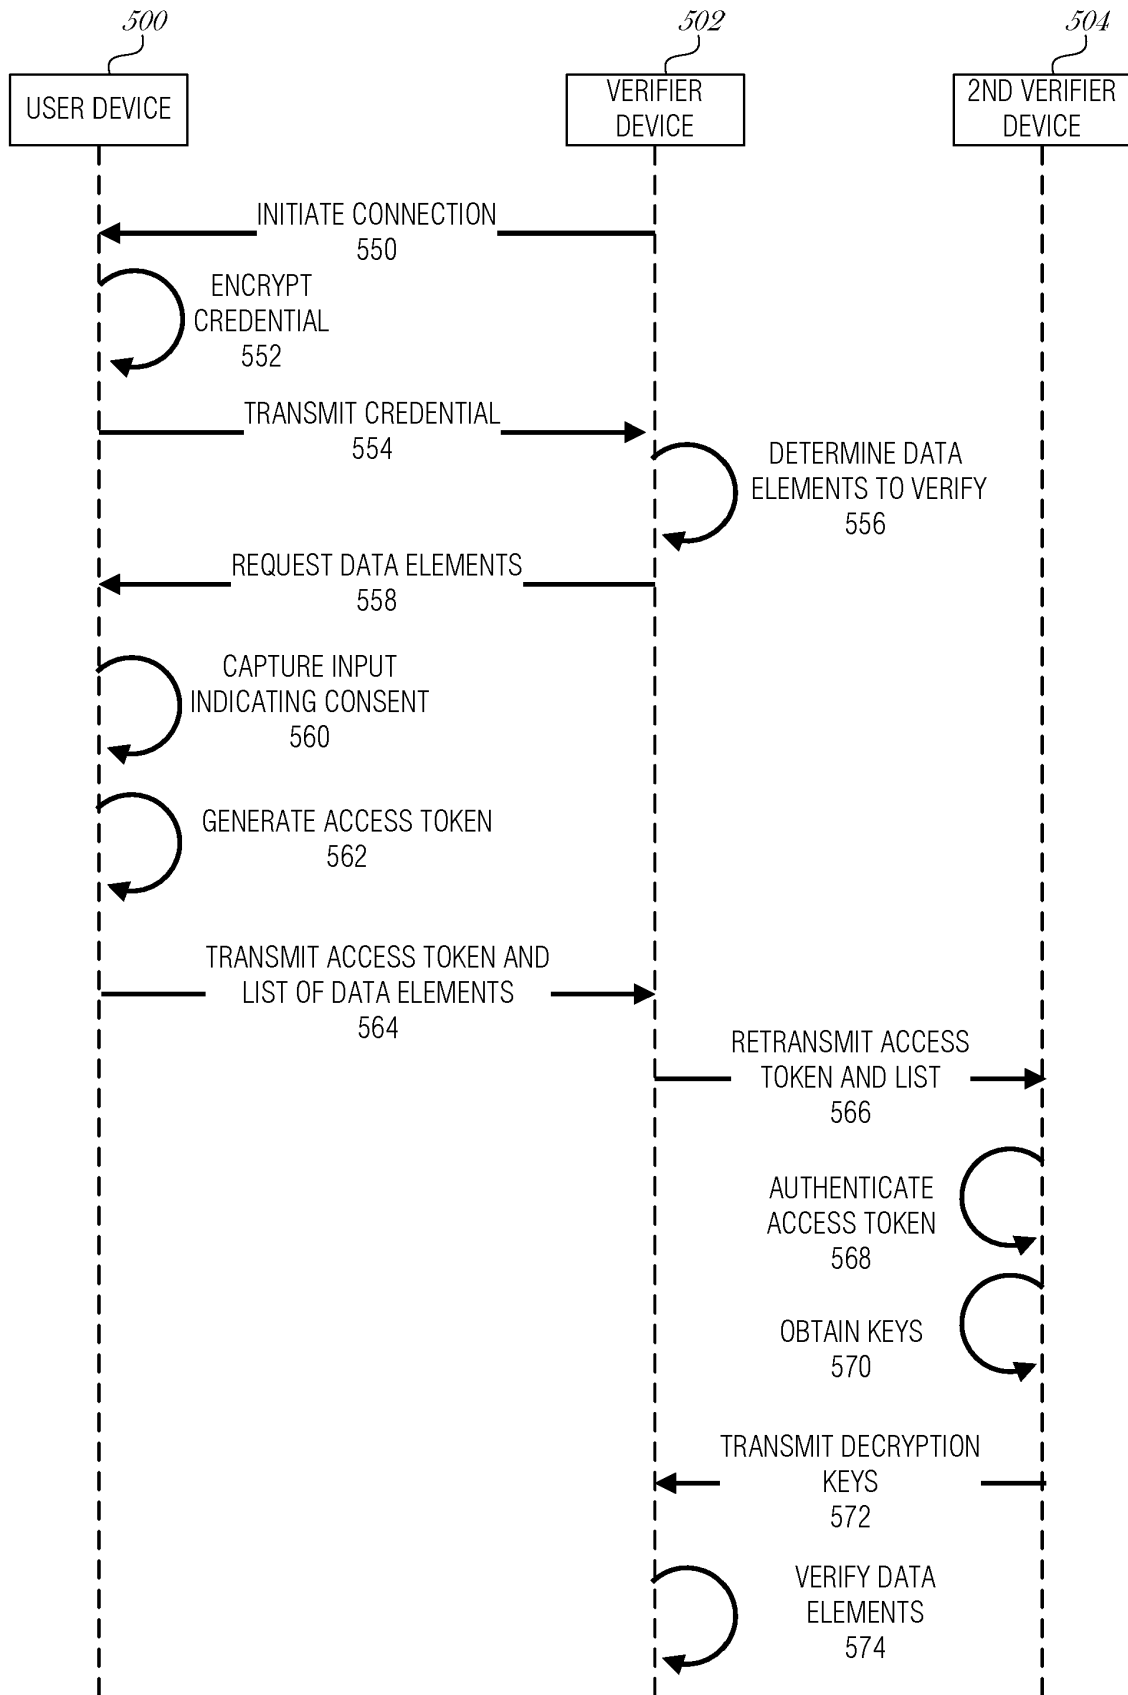 500
502
504
USER DEVICE
VERIFIER
DEVICE
2ND VERIFIER
DEVICE
INITIATE CONNECTION
550
ENCRYPT
CREDENTIAL
552
TRANSMIT CREDENTIAL
554
DETERMINE DATA
ELEMENTS TO VERIFY
556
REQUEST DATA ELEMENTS
558
CAPTURE INPUT
INDICATING CONSENT
560
GENERATE ACCESS TOKEN
562
TRANSMIT ACCESS TOKEN AND
LIST OF DATA ELEMENTS
564
RETRANSMIT ACCESS
TOKEN AND LIST
566
AUTHENTICATE
ACCESS TOKEN
568
OBTAIN KEYS
570
TRANSMIT DECRYPTION
KEYS
572
VERIFY DATA
ELEMENTS
574